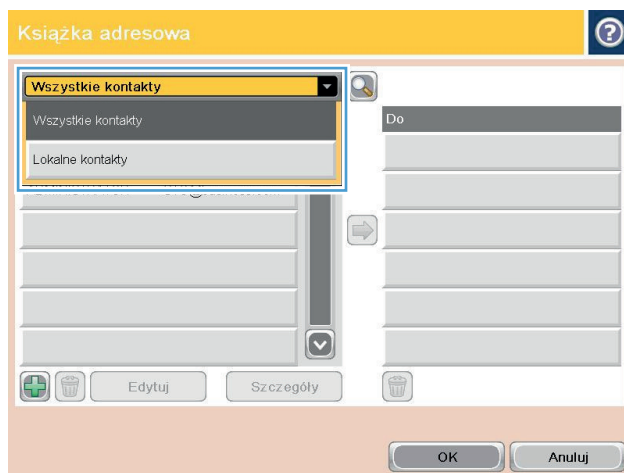 Książka adresowa
Wszystkie kontakty
Wszystkie kontakty
Do
Lokalne kontakty
Edytuj
Szczegóły
OK
Anuluj